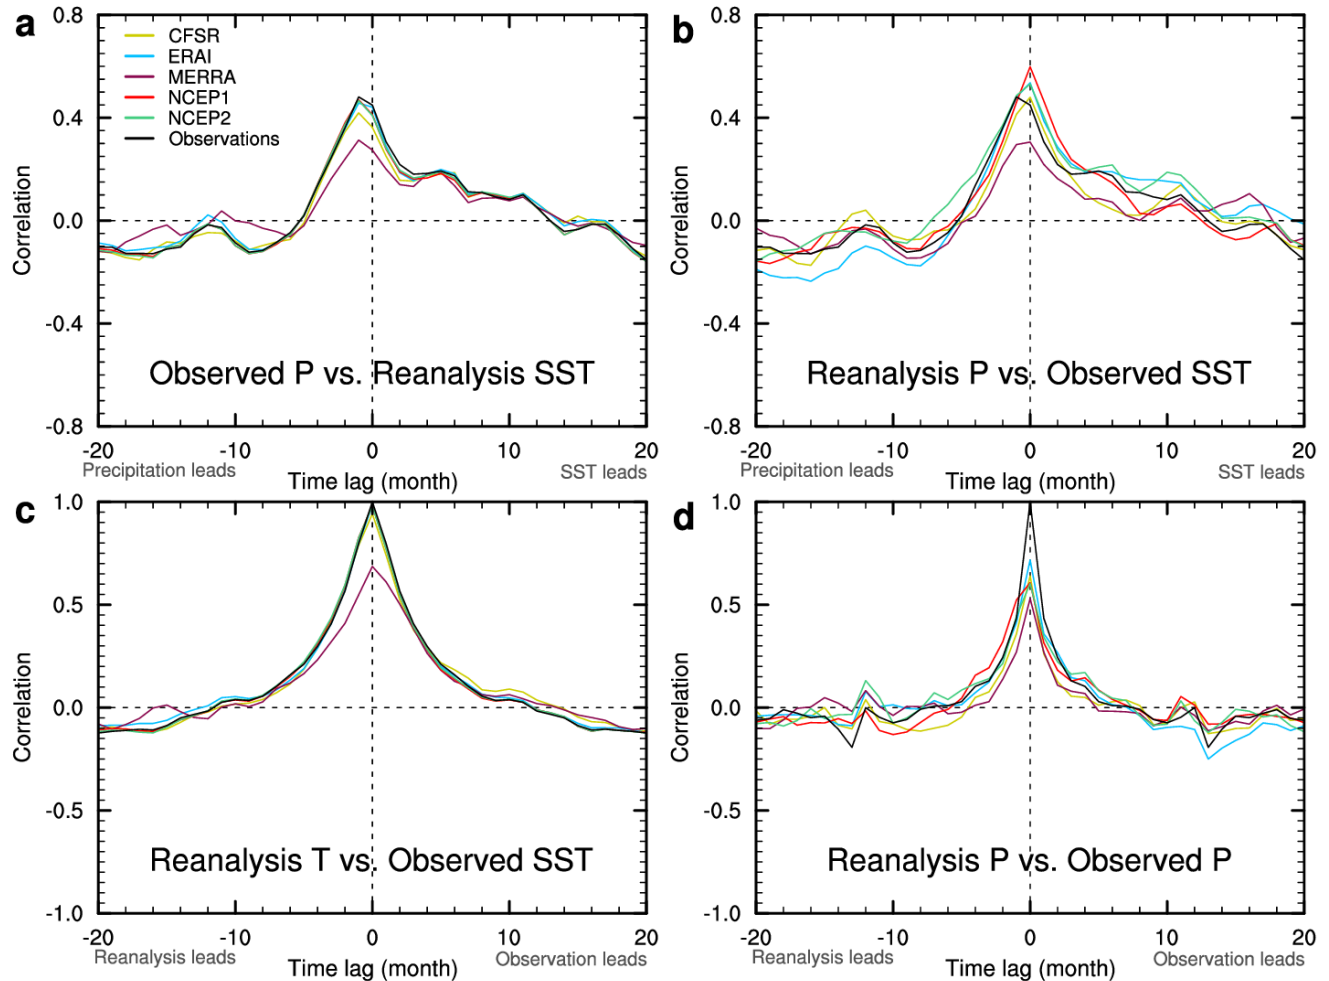 a
0.8
0.4
0.0
-0.4
-0.8
Correlation
CFSR
ERAI
MERRA
NCEP1
NCEP2
Observations
Observed P vs. Reanalysis SST
-20
-10
0
10
20
Precipitation leads
Time lag (month)
SST leads
b
0.8
0.4
0.0
-0.4
-0.8
Correlation
Reanalysis P vs. Observed SST
-20
-10
0
10
20
Precipitation leads
Time lag (month)
SST leads
c
1.0
0.5
0.0
-0.5
-1.0
Correlation
Reanalysis T vs. Observed SST
-20
-10
0
10
20
Reanalysis leads
Time lag (month)
Observation leads
d
1.0
0.5
0.0
-0.5
-1.0
Correlation
Reanalysis P vs. Observed P
-20
-10
0
10
20
Reanalysis leads
Time lag (month)
Observation leads